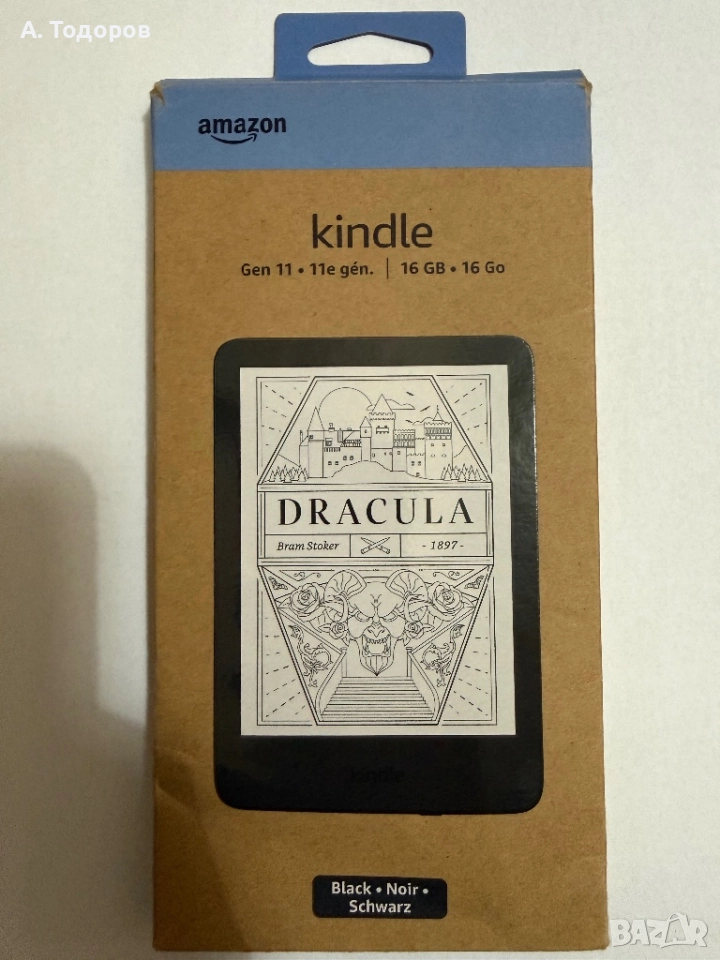 А. Тодоров
amazon
kindle
Gen 11 • 11e gén. | 16 GB • 16 Go
DRACULA
Bram Stoker - 1897 -
kindle
Black • Noir •
Schwarz
BAZAR